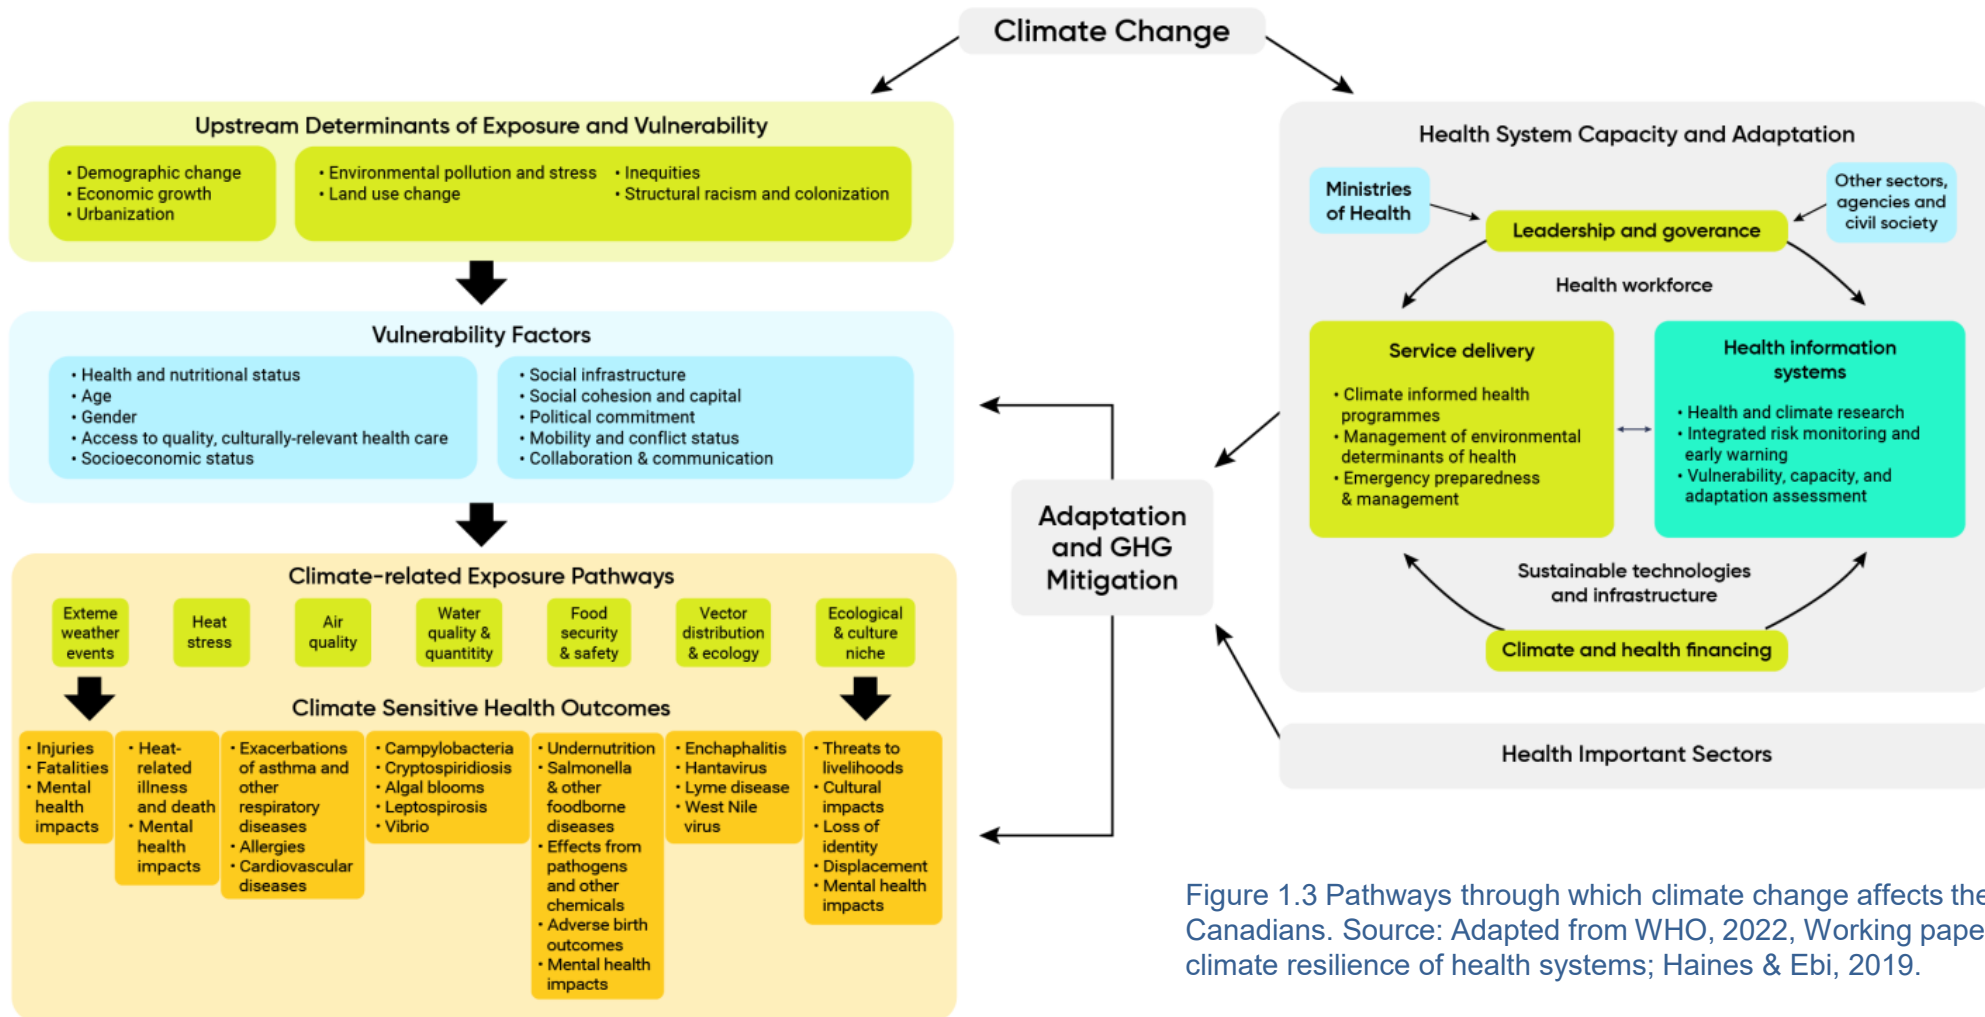 Climate Change
Upstream Determinants of Exposure and Vulnerability
• Demographic change
• Economic growth
• Urbanization
• Environmental pollution and stress
• Land use change
• Inequities
• Structural racism and colonization
Vulnerability Factors
• Health and nutritional status
• Age
• Gender
• Access to quality, culturally-relevant health care
• Socioeconomic status
• Social infrastructure
• Social cohesion and capital
• Political commitment
• Mobility and conflict status
• Collaboration & communication
Climate-related Exposure Pathways
Exteme
weather
events
Heat
stress
Air
quality
Water
quality &
quantitity
Food
security
& safety
Vector
distribution
& ecology
Ecological
& culture
niche
Climate Sensitive Health Outcomes
• Injuries
• Fatalities
• Mental
health
impacts
• Heat-
related
illness
and death
• Mental
health
impacts
• Exacerbations
of asthma and
other
respiratory
diseases
• Allergies
• Cardiovascular
diseases
• Campylobacteria
• Cryptospiridiosis
• Algal blooms
• Leptospirosis
• Vibrio
• Undernutrition
• Salmonella
& other
foodborne
diseases
• Effects from
pathogens
and other
chemicals
• Adverse birth
outcomes
• Mental health
impacts
• Enchaphalitis
• Hantavirus
• Lyme disease
• West Nile
virus
• Threats to
livelihoods
• Cultural
impacts
• Loss of
identity
• Displacement
• Mental health
impacts
Adaptation
and GHG
Mitigation
Health System Capacity and Adaptation
Ministries
of Health
Other sectors,
agencies and
civil society
Leadership and goverance
Health workforce
Service delivery
• Climate informed health
programmes
• Management of environmental
determinants of health
• Emergency preparedness
& management
Health information
systems
• Health and climate research
• Integrated risk monitoring and
early warning
• Vulnerability, capacity, and
adaptation assessment
Sustainable technologies
and infrastructure
Climate and health financing
Health Important Sectors
Figure 1.3 Pathways through which climate change affects the
Canadians. Source: Adapted from WHO, 2022, Working pape
climate resilience of health systems; Haines & Ebi, 2019.